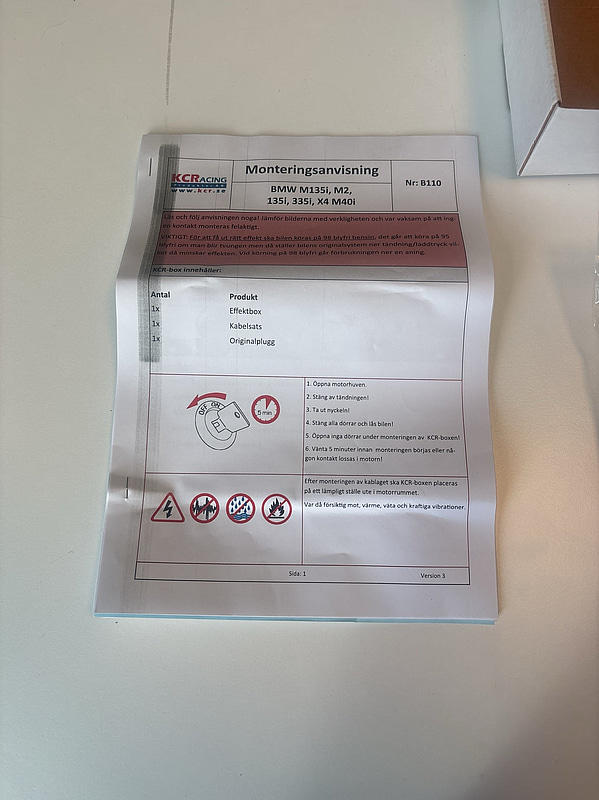 KCRACING
Produkter AB
www.kcr.se
Monteringsanvisning
BMW M135i, M2,
135i, 335i, X4 M40i
Nr: B110
Läs och följ anvisningen noga! Jämför bilderna med verkligheten och var vaksam på att ing-
en kontakt monteras felaktigt.
VIKTIGT: För att få ut rätt effekt ska bilen köras på 98 blyfri bensin, det går att köra på 95
blyfri om man blir tvungen men då ställer bilens originalsystem ner tändning/laddtryck vil-
ket då minskar effekten. Vid körning på 98 blyfri går förbrukningen ner en aning.
KCR-box innehåller:
Antal Produkt
1x Effektbox
1x Kabelsats
1x Originalplugg
OFF ON
5 min
1. Öppna motorhuven.
2. Stäng av tändningen!
3. Ta ut nyckeln!
4. Stäng alla dörrar och lås bilen!
5. Öppna inga dörrar under monteringen av KCR-boxen!
6. Vänta 5 minuter innan monteringen börjas eller nå-
gon kontakt lossas i motorn!
Efter monteringen av kablaget ska KCR-boxen placeras
på ett lämpligt ställe ute i motorrummet.
Var då försiktig mot, värme, väta och kraftiga vibrationer.
Sida: 1
Version 3